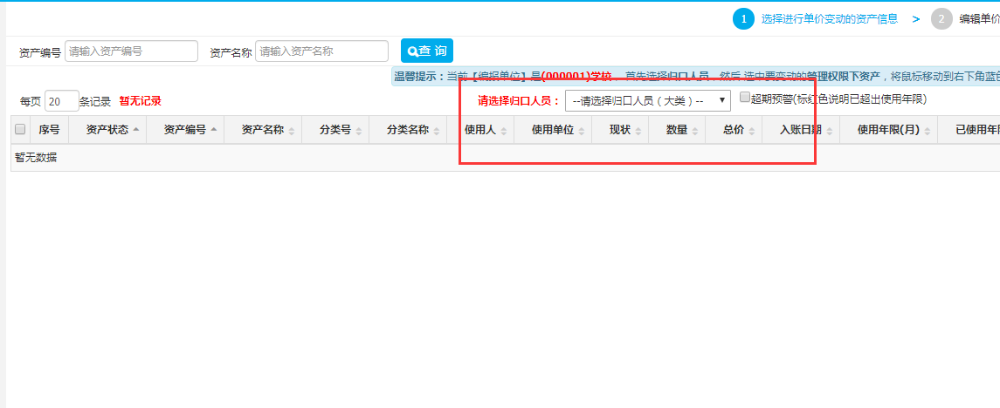 1 选择进行单价变动的资产信息 > 2 编辑单价
资产编号 请输入资产编号 资产名称 请输入资产名称 查 询
温馨提示：当前【编报单位】是(000001)学校 首先选择归口人员 然后 选中要变动的管理权限下资产，将鼠标移动到右下角蓝色
每页 20 条记录 暂无记录 请选择归口人员： --请选择归口人员（大类）-- 超期预警(标红色说明已超出使用年限)
序号 资产状态 资产编号 资产名称 分类号 分类名称 使用人 使用单位 现状 数量 总价 入账日期 使用年限(月) 已使用年限
暂无数据